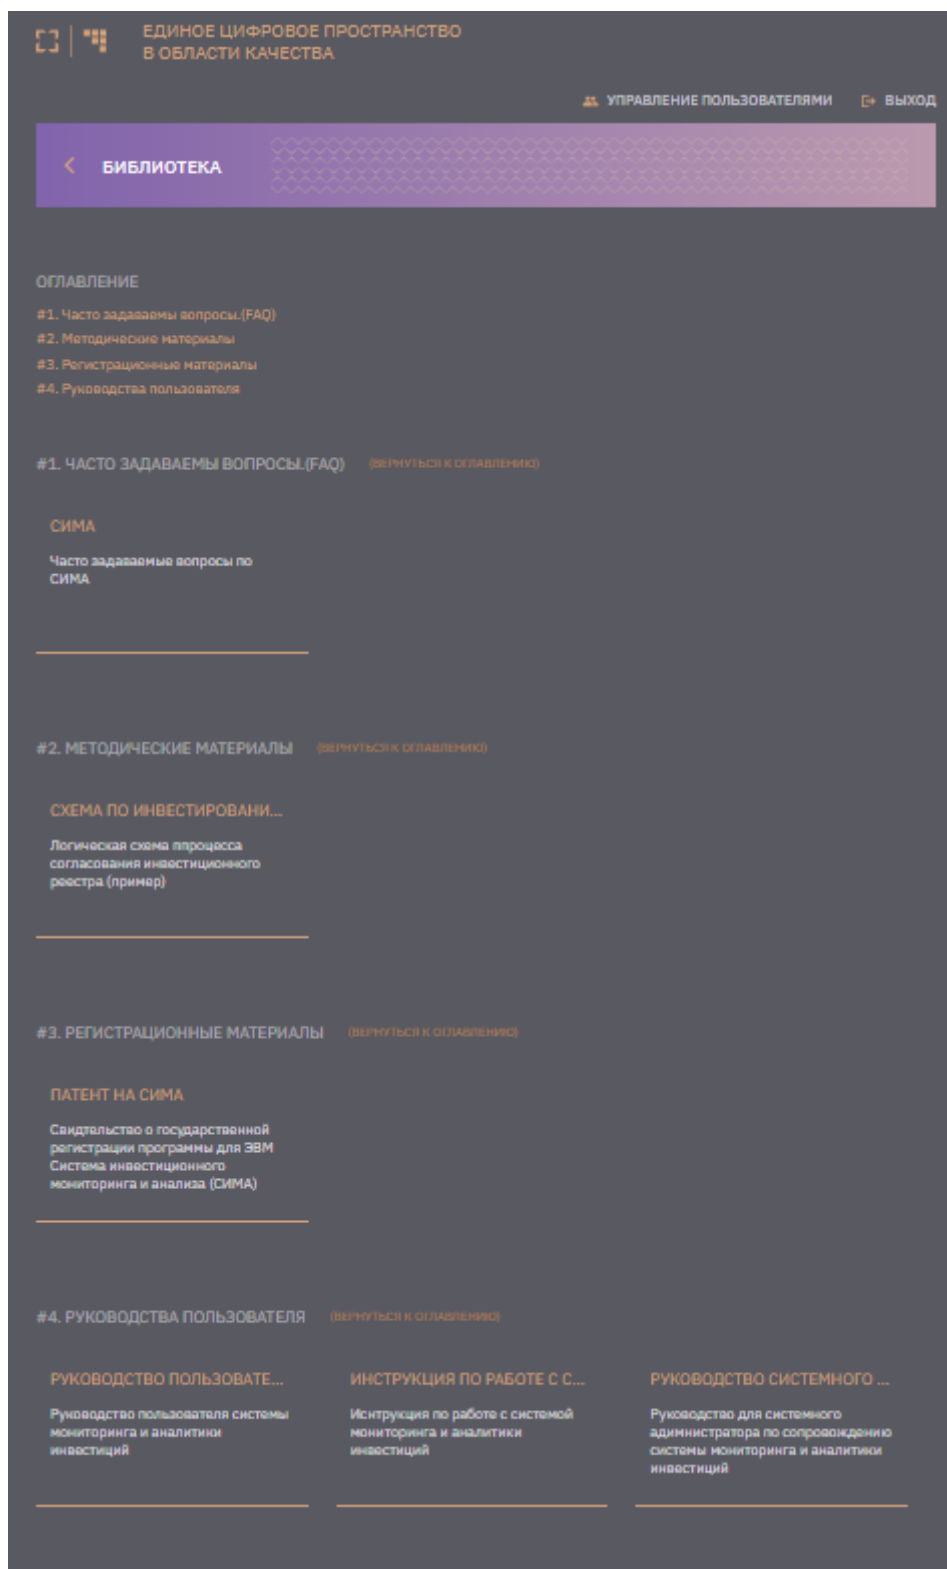 ЕДИНОЕ ЦИФРОВОЕ ПРОСТРАНСТВО
В ОБЛАСТИ КАЧЕСТВА
УПРАВЛЕНИЕ ПОЛЬЗОВАТЕЛЯМИ
ВЫХОД
БИБЛИОТЕКА
ОГЛАВЛЕНИЕ
#1. Часто задаваемы вопросы.(FAQ)
#2. Методические материалы
#3. Регистрационные материалы
#4. Руководства пользователя
#1. ЧАСТО ЗАДАВАЕМЫ ВОПРОСЫ.(FAQ) (ВЕРНУТЬСЯ К ОГЛАВЛЕНИЮ)
СИМА
Часто задаваемые вопросы по
СИМА
#2. МЕТОДИЧЕСКИЕ МАТЕРИАЛЫ (ВЕРНУТЬСЯ К ОГЛАВЛЕНИЮ)
СХЕМА ПО ИНВЕСТИРОВАНИ...
Логическая схема ппроцесса
согласования инвестиционного
реестра (пример)
#3. РЕГИСТРАЦИОННЫЕ МАТЕРИАЛЫ (ВЕРНУТЬСЯ К ОГЛАВЛЕНИЮ)
ПАТЕНТ НА СИМА
Свидтельство о государственной
регистрации программы для ЭВМ
Система инвестиционного
мониторинга и анализа (СИМА)
#4. РУКОВОДСТВА ПОЛЬЗОВАТЕЛЯ (ВЕРНУТЬСЯ К ОГЛАВЛЕНИЮ)
РУКОВОДСТВО ПОЛЬЗОВАТЕ...
Руководство пользователя системы
мониторинга и аналитики
инвестиций
ИНСТРУКЦИЯ ПО РАБОТЕ С С...
Иснтрукция по работе с системой
мониторинга и аналитики
инвестиций
РУКОВОДСТВО СИСТЕМНОГО ...
Руководство для системного
администратора по сопровождению
системы мониторинга и аналитики
инвестиций